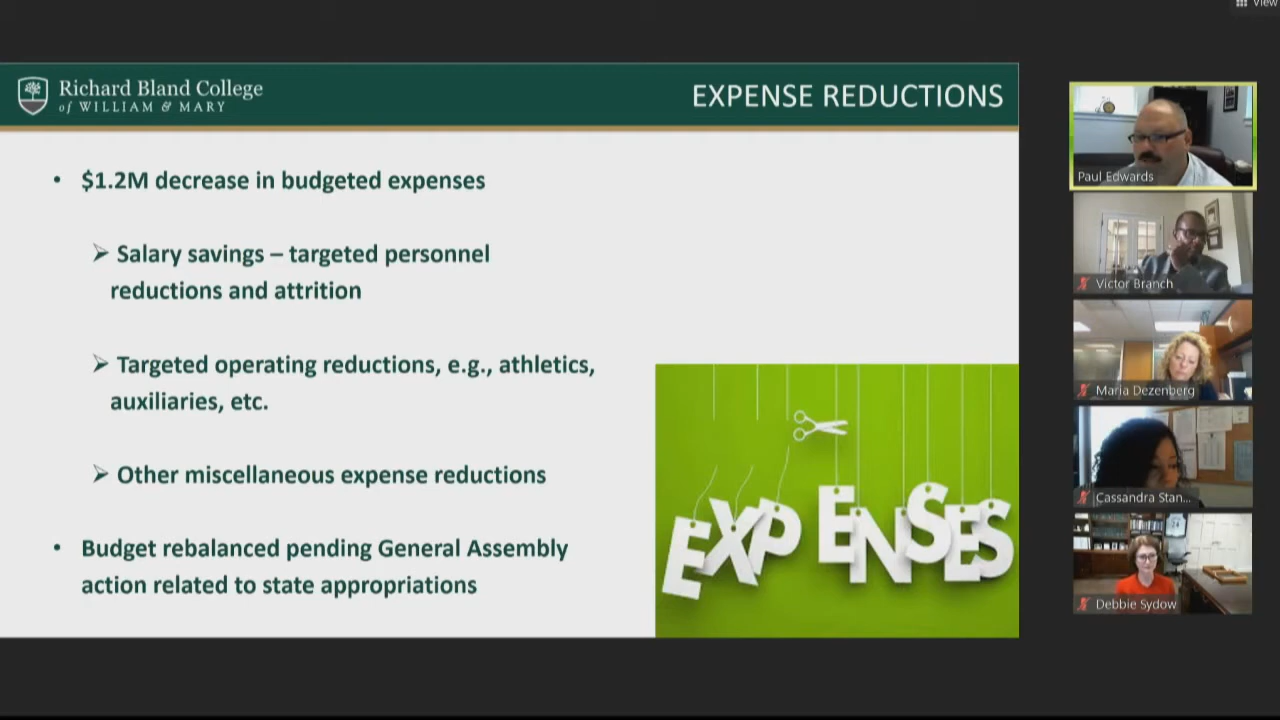 View
Richard Bland College
of WILLIAM & MARY
EXPENSE REDUCTIONS
• $1.2M decrease in budgeted expenses
➢ Salary savings – targeted personnel
reductions and attrition
➢ Targeted operating reductions, e.g., athletics,
auxiliaries, etc.
➢ Other miscellaneous expense reductions
• Budget rebalanced pending General Assembly
action related to state appropriations
EXPENSES
Paul Edwards
Victor Branch
Maria Dezenberg
Cassandra Stan...
Debbie Sydow